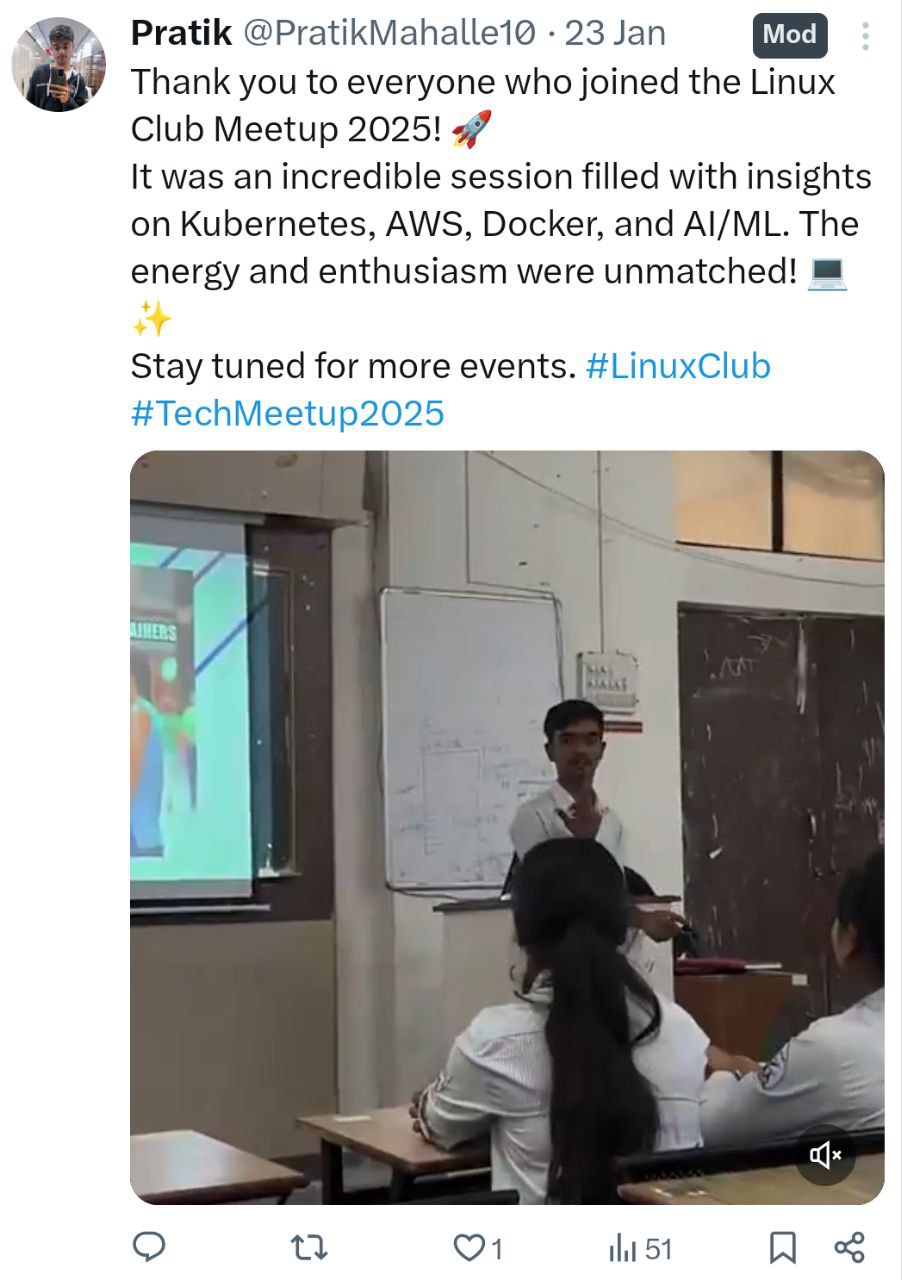 Pratik @PratikMahalle10 · 23 Jan
Mod
Thank you to everyone who joined the Linux
Club Meetup 2025! 🚀
It was an incredible session filled with insights
on Kubernetes, AWS, Docker, and AI/ML. The
energy and enthusiasm were unmatched! 💻
✨
Stay tuned for more events. #LinuxClub
#TechMeetup2025
1
51